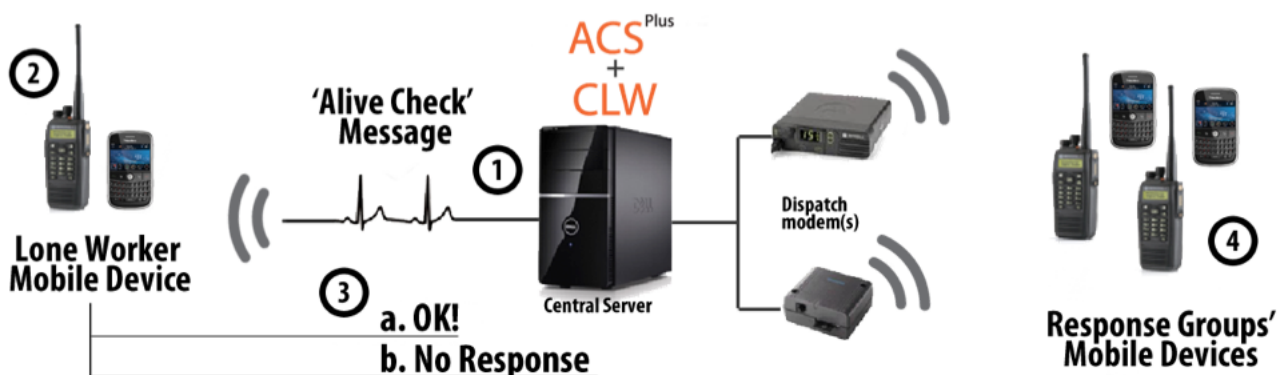 ACS Plus
+
CLW
2
'Alive Check'
Message
1
Dispatch
modem(s)
4
Lone Worker
Mobile Device
3
Central Server
a. OK!
b. No Response
Response Groups'
Mobile Devices
DELL